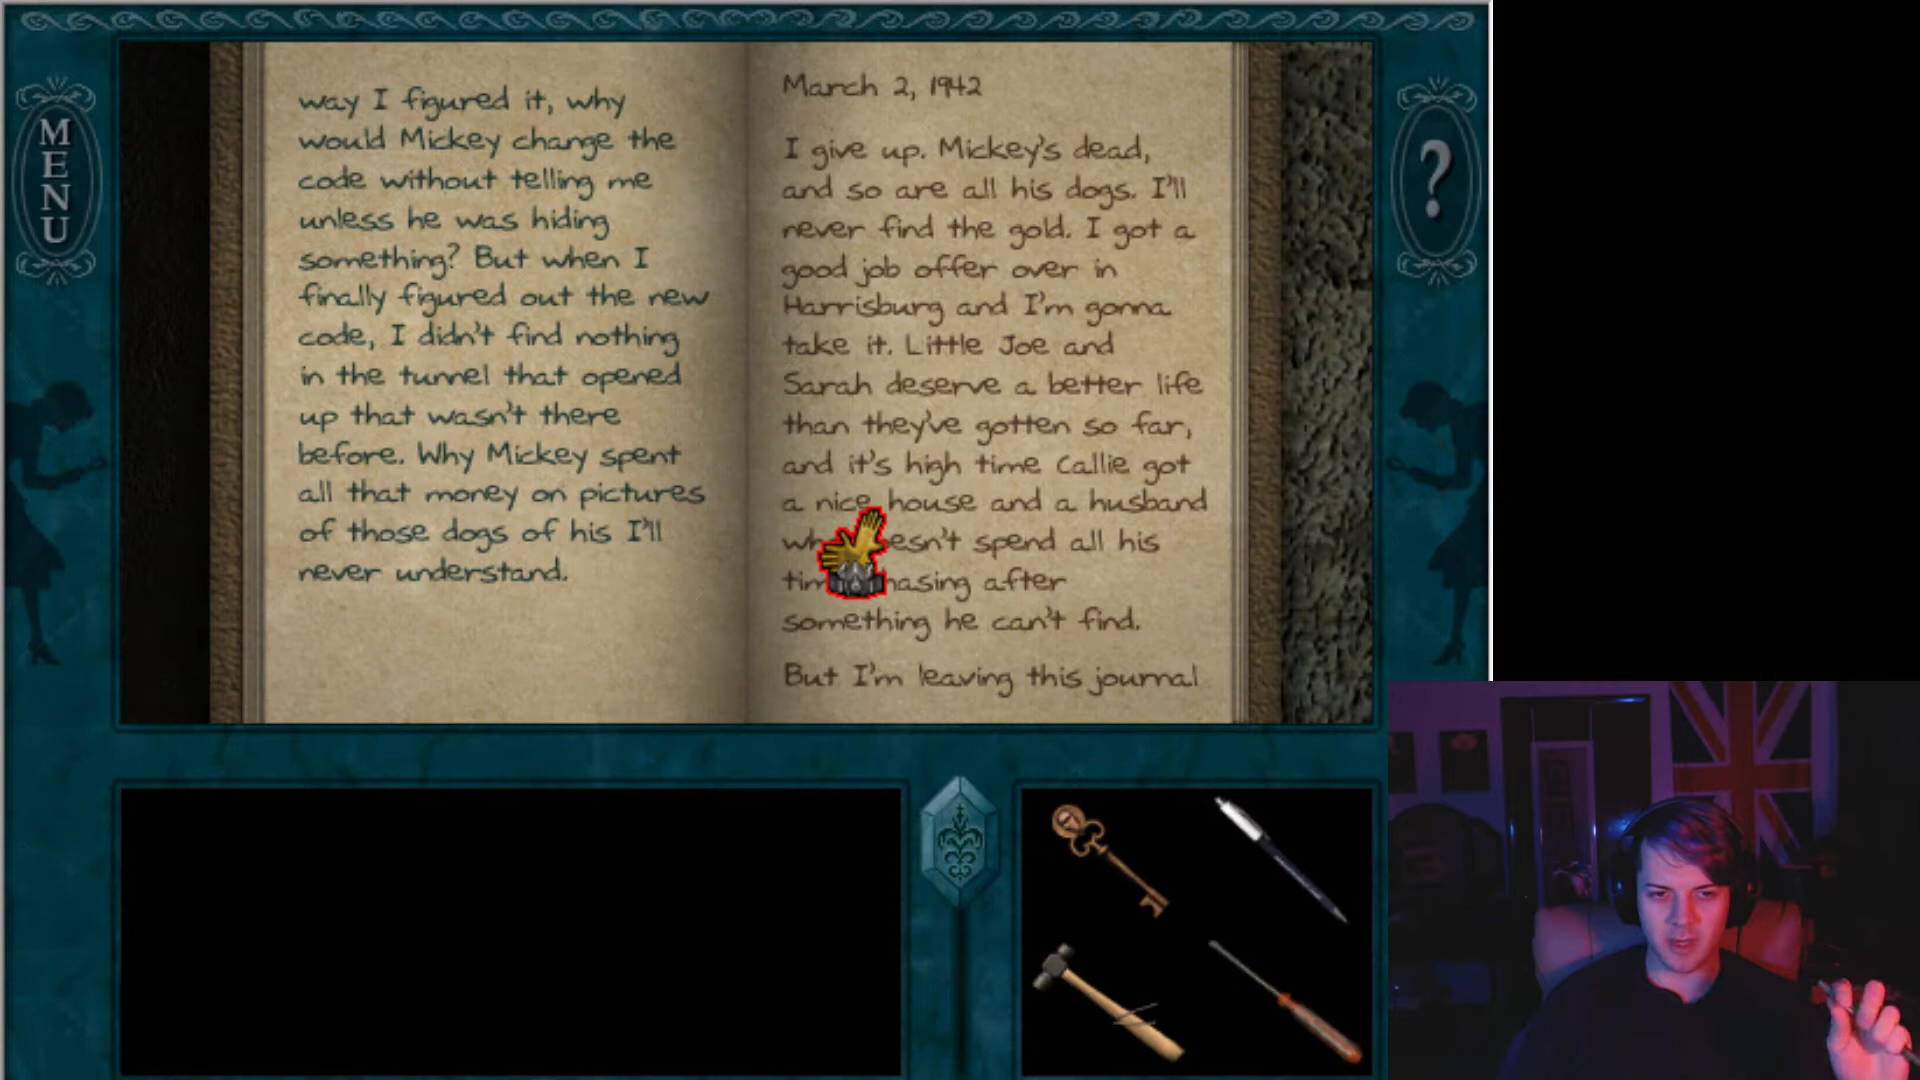 MENU
way I figured it, why
would Mickey change the
code without telling me
unless he was hiding
something? But when I
finally figured out the new
code, I didn't find nothing
in the tunnel that opened
up that wasn't there
before. Why Mickey spent
all that money on pictures
of those dogs of his I'll
never understand.
March 2, 1942
I give up. Mickey's dead,
and so are all his dogs. I'll
never find the gold. I got a
good job offer over in
Harrisburg and I'm gonna
take it. Little Joe and
Sarah deserve a better life
than they've gotten so far,
and it's high time Callie got
a nice house and a husband
spend all his
after
something he can't find.
But I'm leaving this journal
?